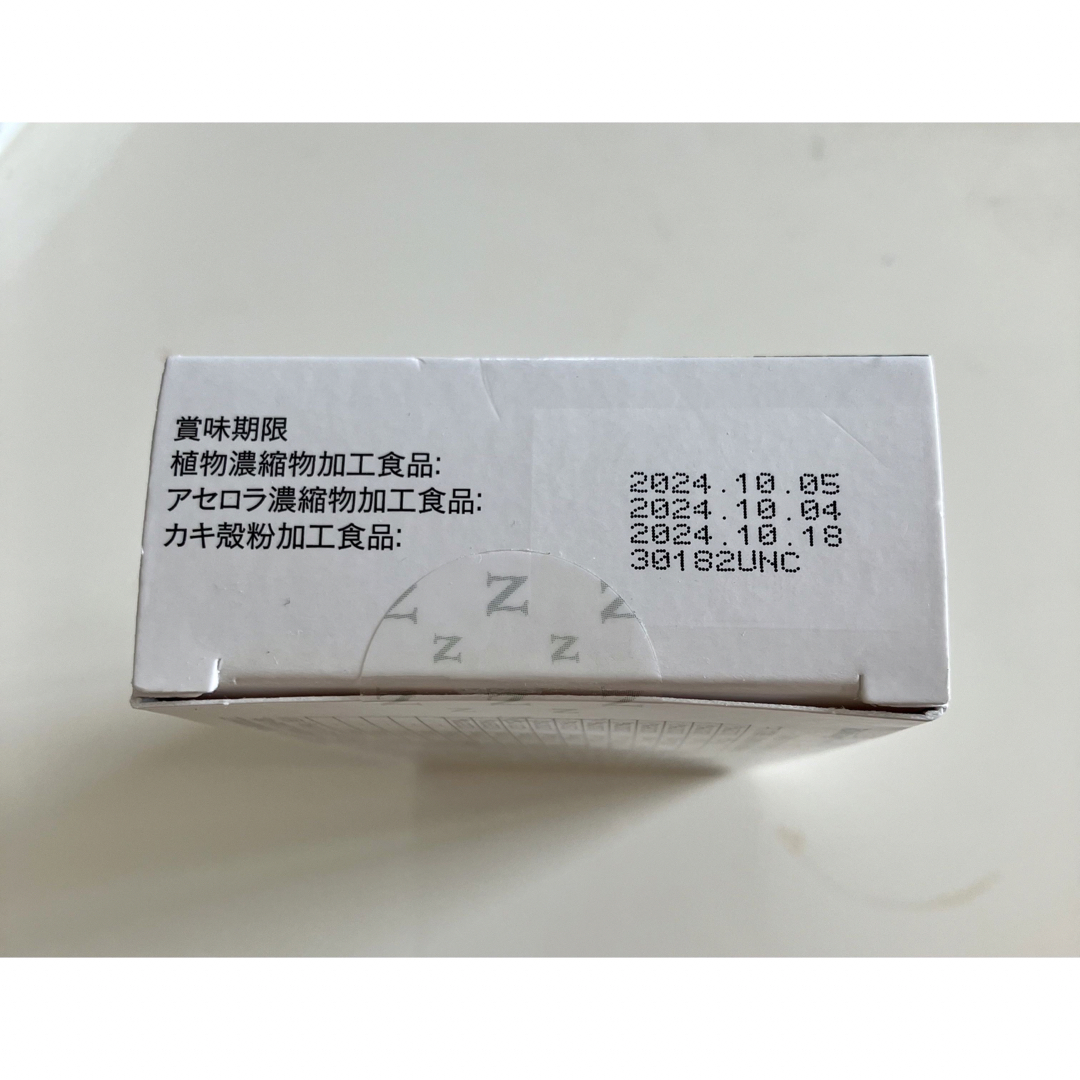 賞味期限
植物濃縮物加工食品:
アセロラ濃縮物加工食品:
カキ殻粉加工食品:
2024.10.05
2024.10.04
2024.10.18
30182UNC
Z Z Z
Z Z